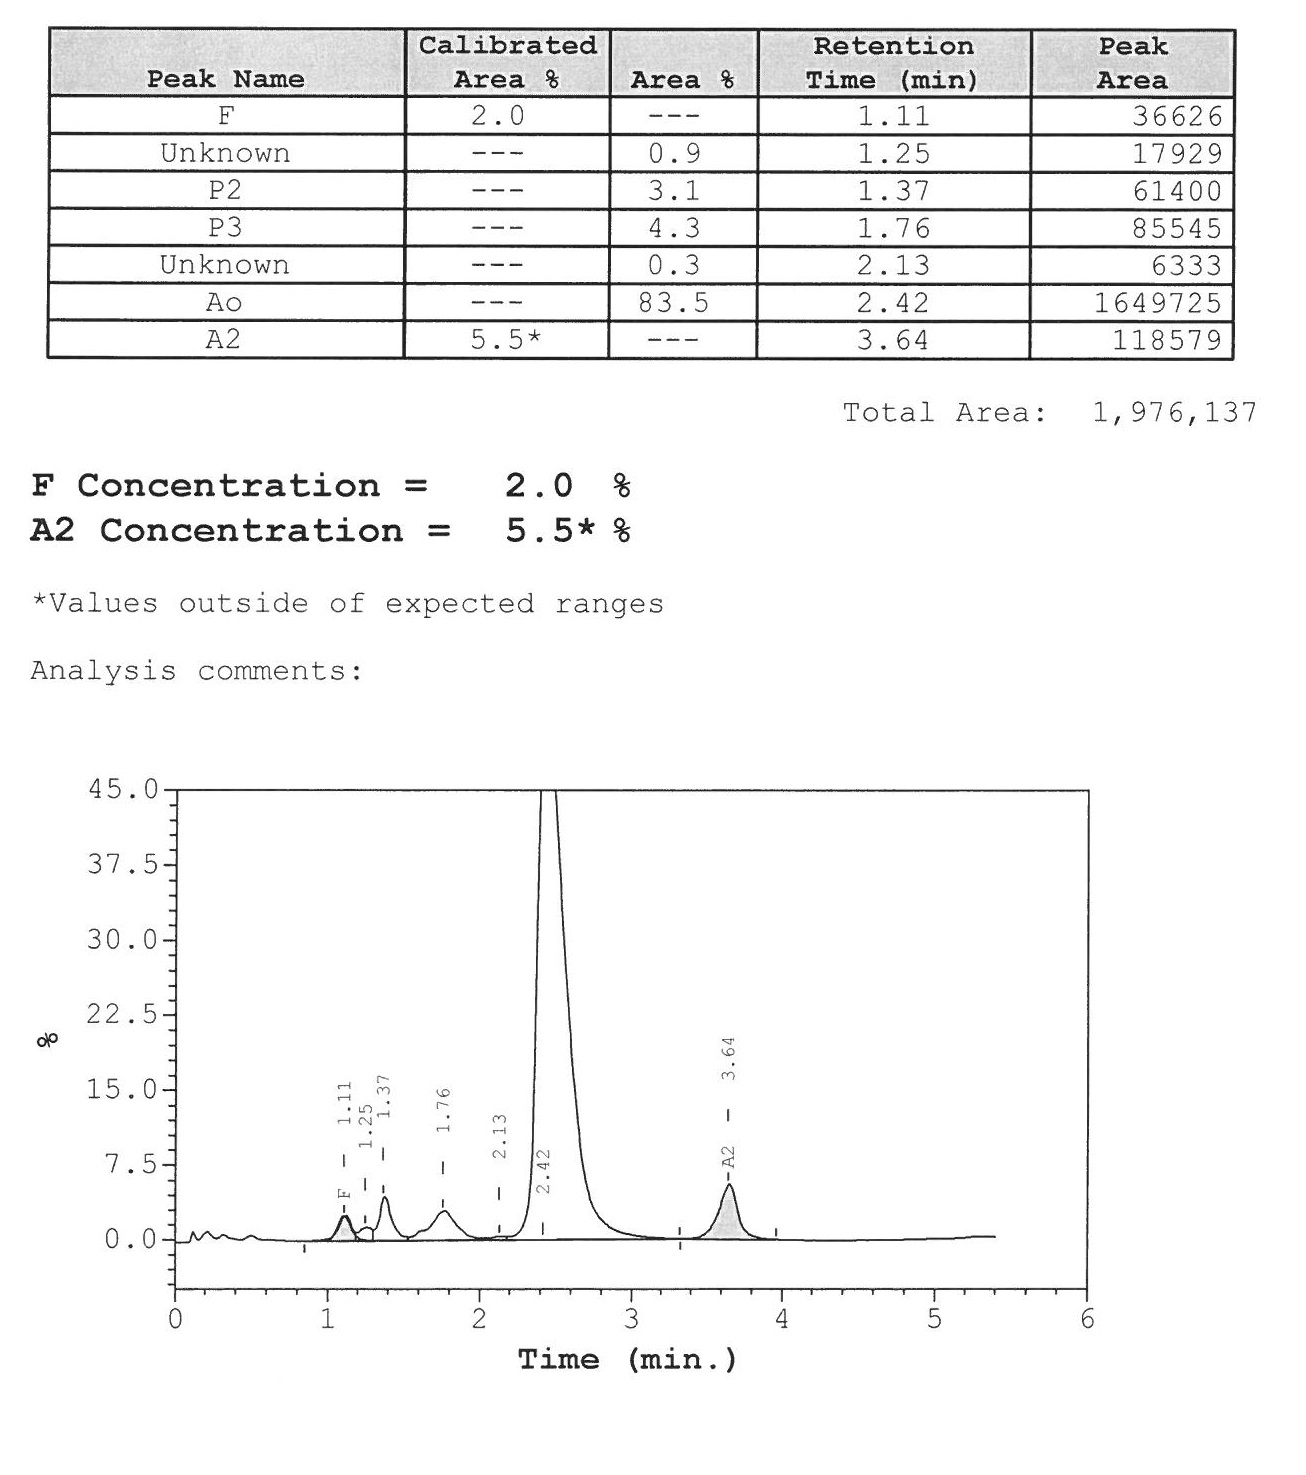 Peak Name Calibrated Area % Area % Retention Time (min) Peak Area
F 2.0 --- 1.11 36626
Unknown --- 0.9 1.25 17929
P2 --- 3.1 1.37 61400
P3 --- 4.3 1.76 85545
Unknown --- 0.3 2.13 6333
Ao --- 83.5 2.42 1649725
A2 5.5* --- 3.64 118579
Total Area: 1,976,137
F Concentration = 2.0 %
A2 Concentration = 5.5* %
*Values outside of expected ranges
Analysis comments:
45.0
37.5
30.0
22.5
15.0
7.5
0.0
%
F 1.11
1.25
1.37
1.76
2.13
2.42
A2 3.64
0 1 2 3 4 5 6
Time (min.)